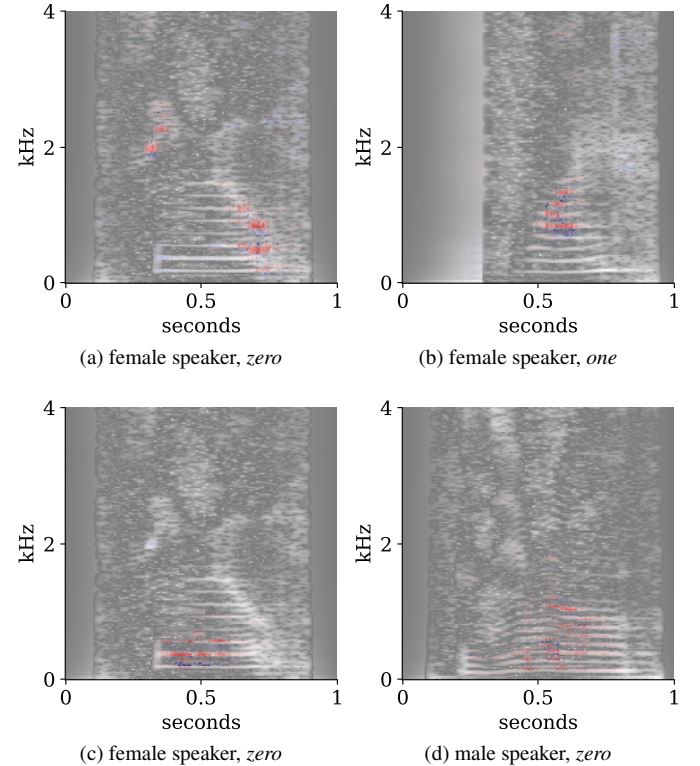 4
4
kHz
2
kHz
2
0
0
0 0.5 1
0 0.5 1
seconds
seconds
(a) female speaker, zero
(b) female speaker, one
4
4
kHz
2
kHz
2
0
0
0 0.5 1
0 0.5 1
seconds
seconds
(c) female speaker, zero
(d) male speaker, zero